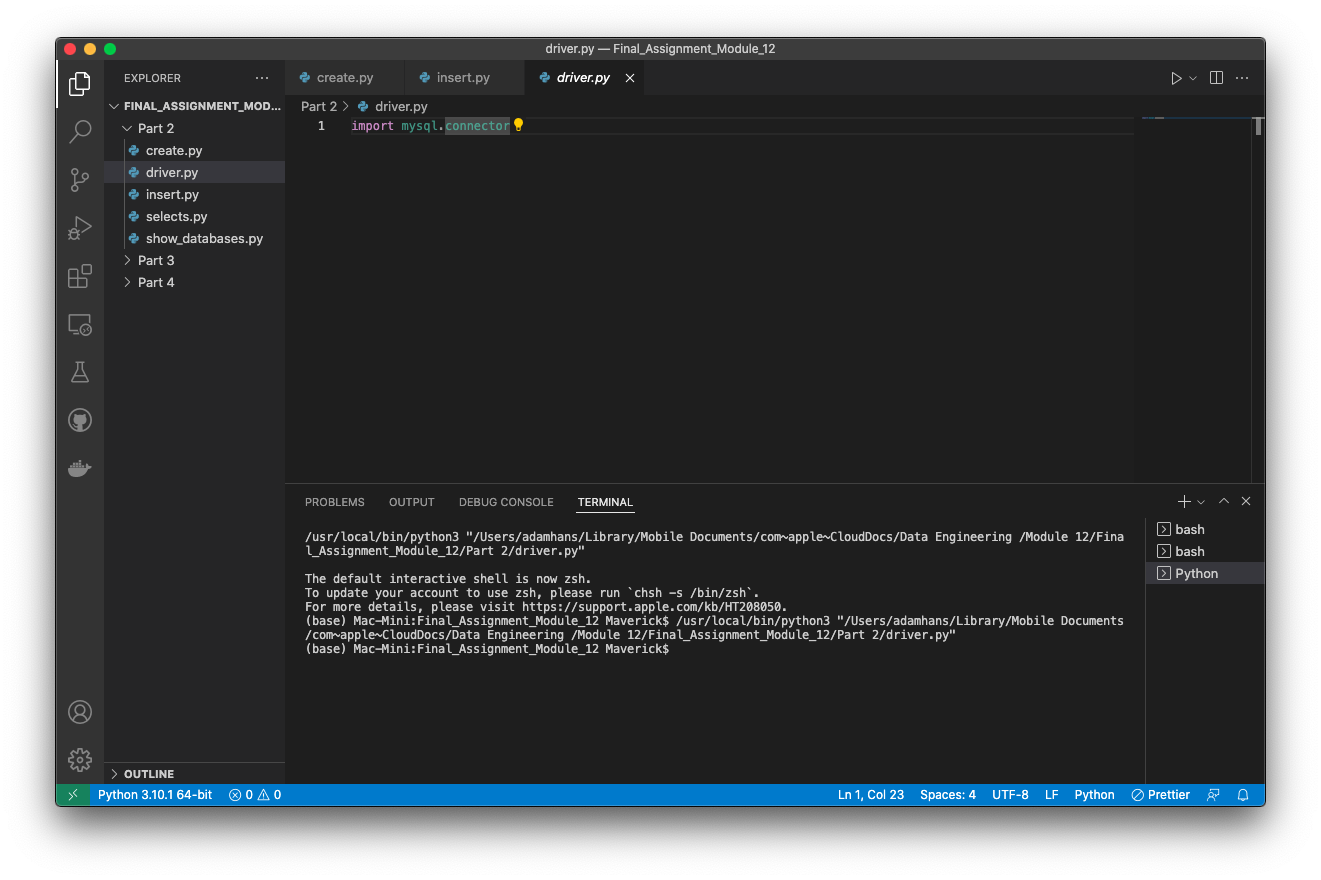 driver.py — Final_Assignment_Module_12
EXPLORER
create.py
insert.py
driver.py
FINAL_ASSIGNMENT_MOD...
Part 2
create.py
driver.py
insert.py
selects.py
show_databases.py
Part 3
Part 4
OUTLINE
Part 2 > driver.py
1 import mysql.connector
PROBLEMS OUTPUT DEBUG CONSOLE TERMINAL
/usr/local/bin/python3 "/Users/adamhans/Library/Mobile Documents/com~apple~CloudDocs/Data Engineering /Module 12/Fina
l_Assignment_Module_12/Part 2/driver.py"
The default interactive shell is now zsh.
To update your account to use zsh, please run `chsh -s /bin/zsh`.
For more details, please visit https://support.apple.com/kb/HT208050.
(base) Mac-Mini:Final_Assignment_Module_12 Maverick$ /usr/local/bin/python3 "/Users/adamhans/Library/Mobile Documents
/com~apple~CloudDocs/Data Engineering /Module 12/Final_Assignment_Module_12/Part 2/driver.py"
(base) Mac-Mini:Final_Assignment_Module_12 Maverick$
bash
bash
Python
Python 3.10.1 64-bit 0 0 Ln 1, Col 23 Spaces: 4 UTF-8 LF Python Prettier